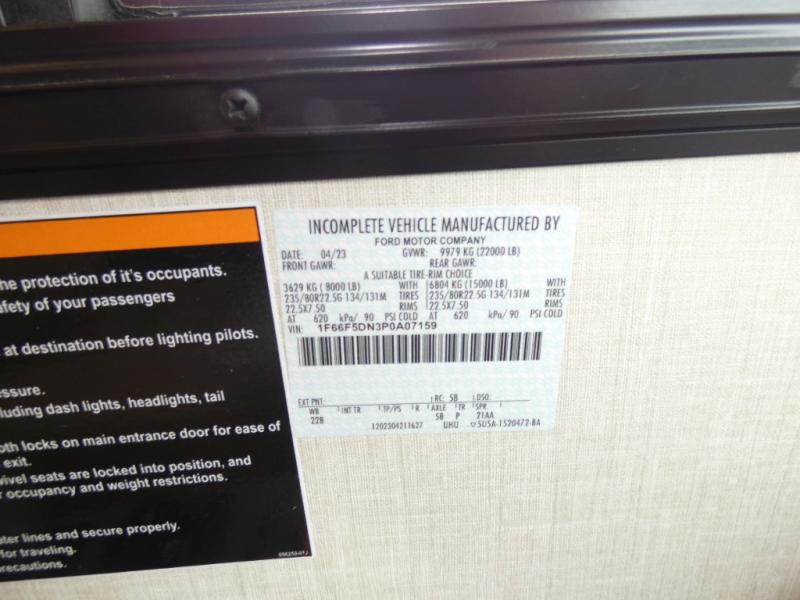 he protection of it's occupants.
afety of your passengers
at destination before lighting pilots.
ssure.
luding dash lights, headlights, tail
oth locks on main entrance door for ease of
exit.
wivel seats are locked into position, and
r occupancy and weight restrictions.
ater lines and secure properly.
for traveling.
recautions.
INCOMPLETE VEHICLE MANUFACTURED BY
FORD MOTOR COMPANY
DATE: 04/23 GVWR: 9979 KG (22000 LB)
FRONT GAWR: REAR GAWR:
A SUITABLE TIRE-RIM CHOICE
3629 KG ( 8000 LB) WITH 6804 KG (15000 LB) WITH
235/80R22.5G 134/131M TIRES 235/80R22.5G 134/131M TIRES
22.5X7.50 RIMS 22.5X7.50 RIMS
AT 620 kPa/ 90 PSI COLD AT 620 kPa/ 90 PSI COLD
VIN: 1F66F5DN3P0A07159
EXT PNT: RC: 58 DSO:
WB INT TR TP/PS R AXLE TR SPR
228 58 P 21AA
1202304211627 UHU 5U5A-1520472-BA